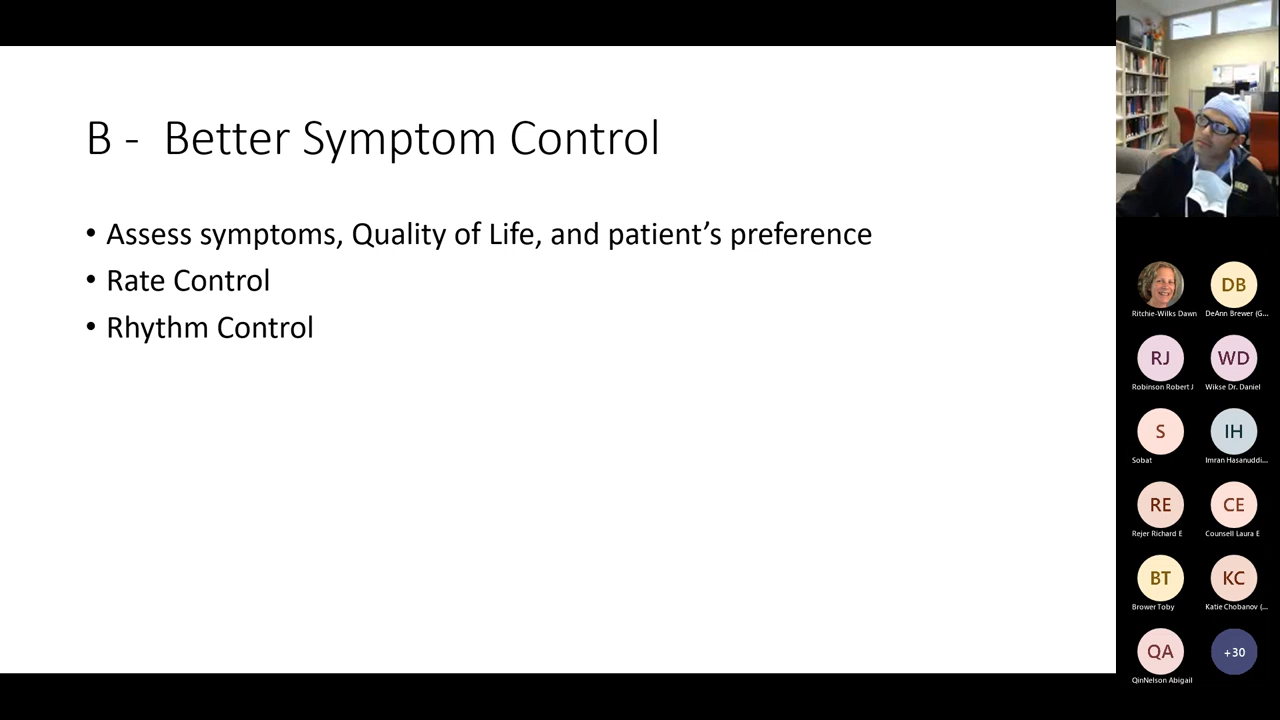 B - Better Symptom Control
• Assess symptoms, Quality of Life, and patient’s preference
• Rate Control
• Rhythm Control
Ritchie-Wilks Dawn
DB
DeAnn Brewer (G...
RJ
Robinson Robert J
WD
Wikse Dr. Daniel
S
Sobat
IH
Imran Hasanuddi...
RE
Rejer Richard E
CE
Counsell Laura E
BT
Brower Toby
KC
Katie Chobanov (...
QA
QinNelson Abigail
+30